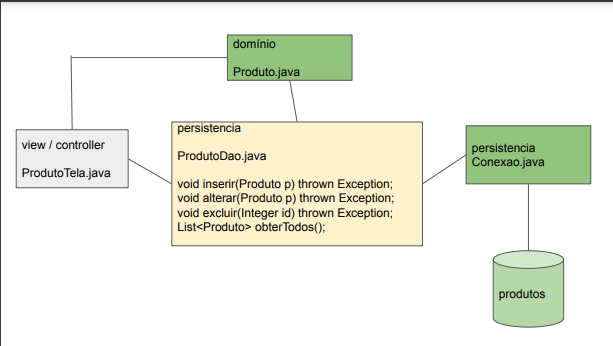 domínio
Produto.java
view / controller
ProdutoTela.java
persistencia
ProdutoDao.java
void inserir(Produto p) thrown Exception;
void alterar(Produto p) thrown Exception;
void excluir(Integer id) thrown Exception;
List<Produto> obterTodos();
persistencia
Conexao.java
produtos